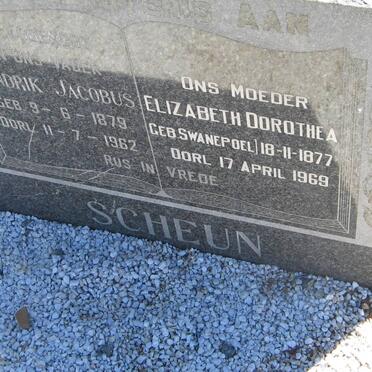 AAN
ONS VADER
DRIK JACOBUS
GEB 9-6-1879
OORL 11-7-1962
ONS MOEDER
ELIZABETH DOROTHEA
(GEB SWANEPOEL) 18-11-1877
OORL 17 APRIL 1969
RUS IN VREDE
SCHEUN